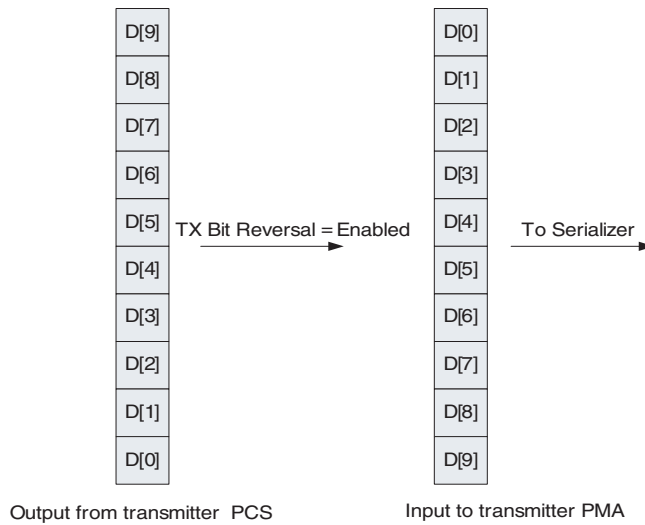 D[9]
D[8]
D[7]
D[6]
D[5]
D[4]
D[3]
D[2]
D[1]
D[0]
Output from transmitter PCS
TX Bit Reversal = Enabled
D[0]
D[1]
D[2]
D[3]
D[4]
D[5]
D[6]
D[7]
D[8]
D[9]
Input to transmitter PMA
To Serializer